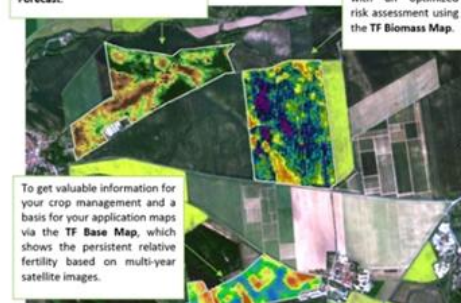 Forecast.
with an optimized
risk assessment using
the TF Biomass Map.
To get valuable information for
your crop management and a
basis for your application maps
via the TF Base Map, which
shows the persistent relative
fertility based on multi-year
satellite images.